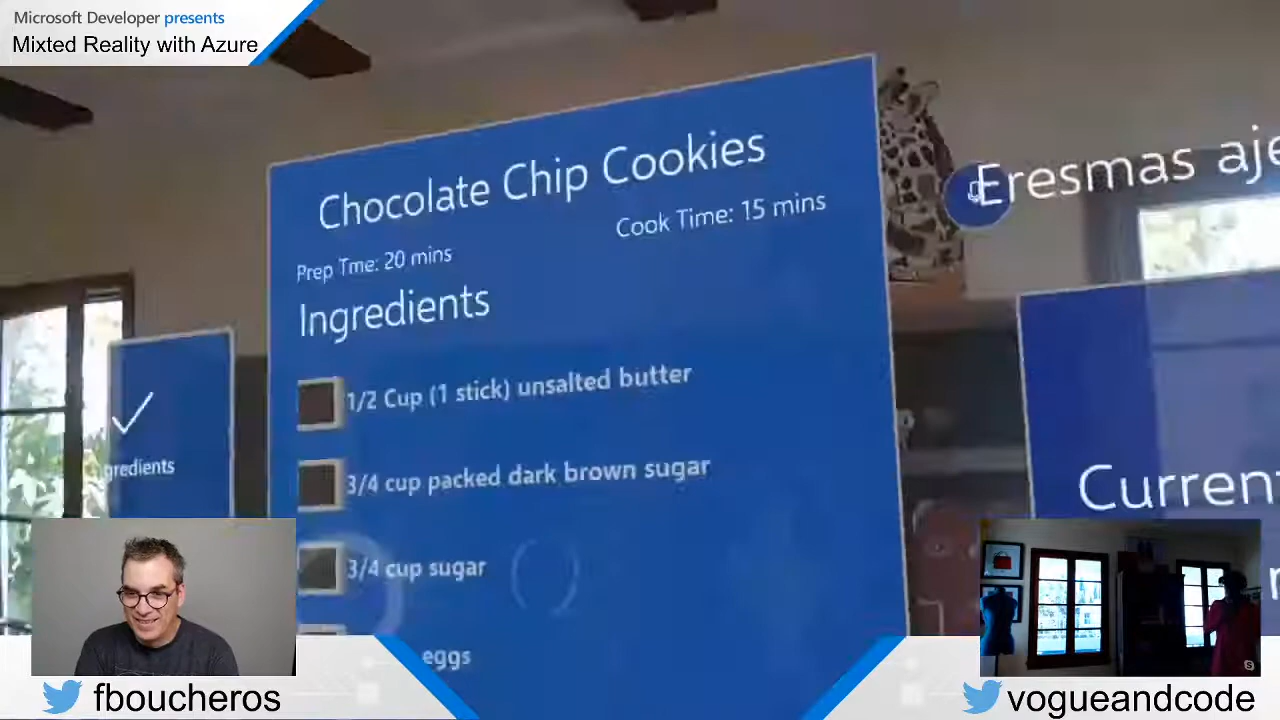 Microsoft Developer presents
Mixted Reality with Azure
Chocolate Chip Cookies
Prep Tme: 20 mins
Cook Time: 15 mins
Ingredients
1/2 Cup (1 stick) unsalted butter
3/4 cup packed dark brown sugar
3/4 cup sugar
eggs
gredients
Eresmas aje
Current
fboucheros
vogueandcode